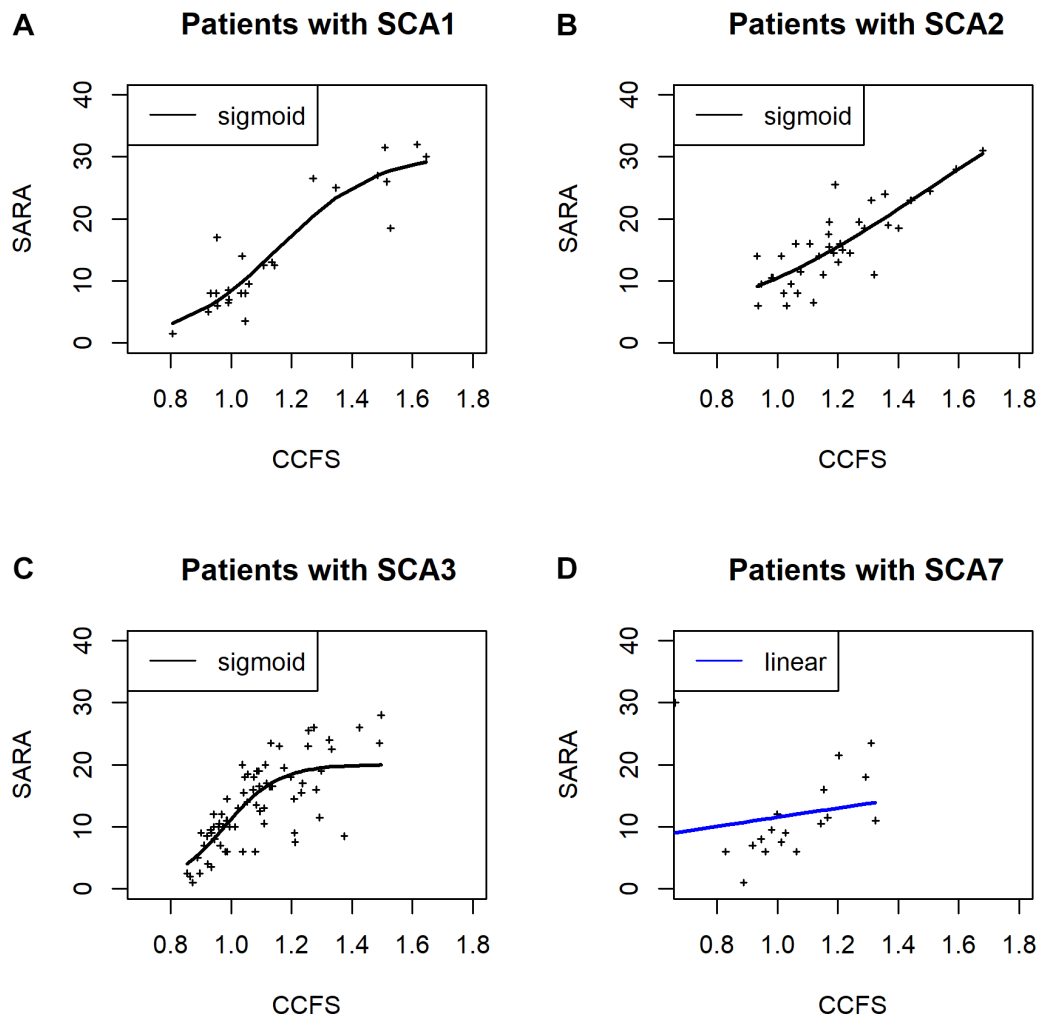 A Patients with SCA1
sigmoid
SARA
0 10 20 30 40
0.8 1.0 1.2 1.4 1.6 1.8
CCFS
B Patients with SCA2
sigmoid
SARA
0 10 20 30 40
0.8 1.0 1.2 1.4 1.6 1.8
CCFS
C Patients with SCA3
sigmoid
SARA
0 10 20 30 40
0.8 1.0 1.2 1.4 1.6 1.8
CCFS
D Patients with SCA7
linear
SARA
0 10 20 30 40
0.8 1.0 1.2 1.4 1.6 1.8
CCFS